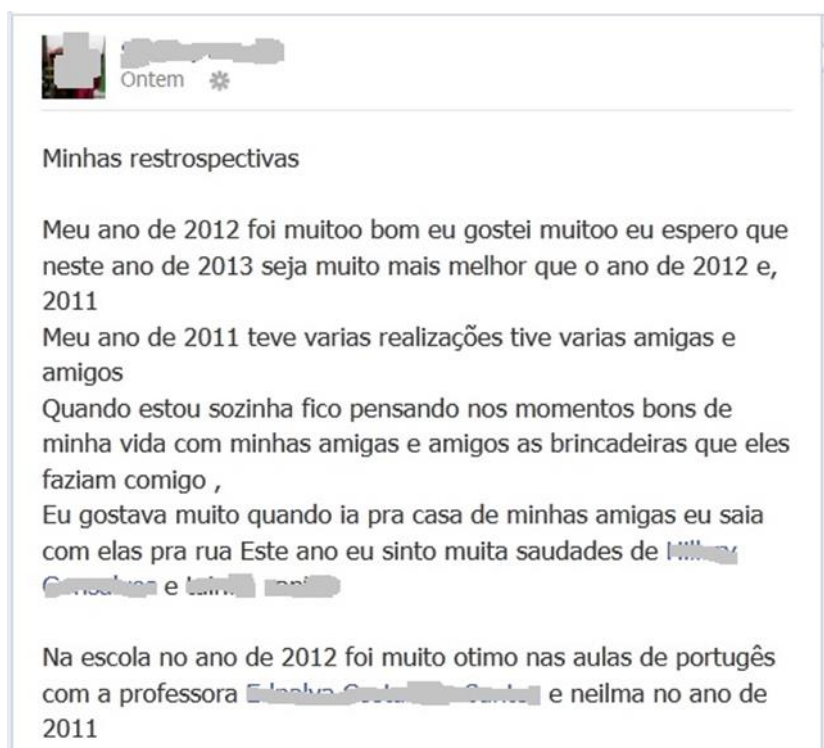 Ontem
Minhas restrospectivas
Meu ano de 2012 foi muitoo bom eu gostei muitoo eu espero que
neste ano de 2013 seja muito mais melhor que o ano de 2012 e,
2011
Meu ano de 2011 teve varias realizações tive varias amigas e
amigos
Quando estou sozinha fico pensando nos momentos bons de
minha vida com minhas amigas e amigos as brincadeiras que eles
faziam comigo ,
Eu gostava muito quando ia pra casa de minhas amigas eu saia
com elas pra rua Este ano eu sinto muita saudades de
e
Na escola no ano de 2012 foi muito otimo nas aulas de portugês
com a professora e neilma no ano de
2011